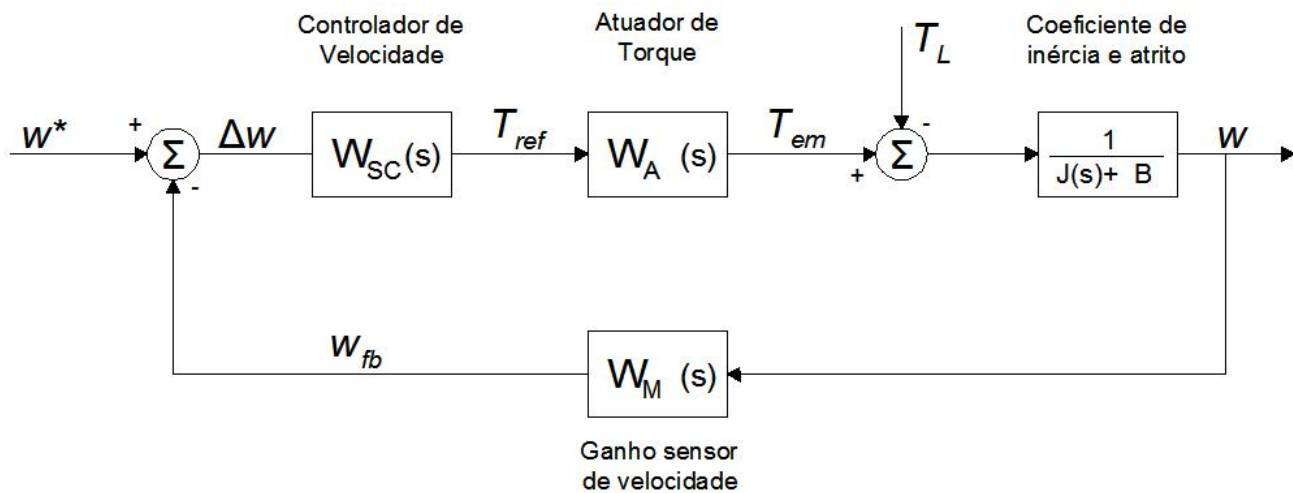 Controlador de
Velocidade
Atuador de
Torque
T_L
Coeficiente de
inércia e atrito
w*
+
Σ
-
Δw
W_SC(s)
T_ref
W_A (s)
T_em
+
Σ
-
1
J(s)+ B
w
w_fb
W_M (s)
Ganho sensor
de velocidade